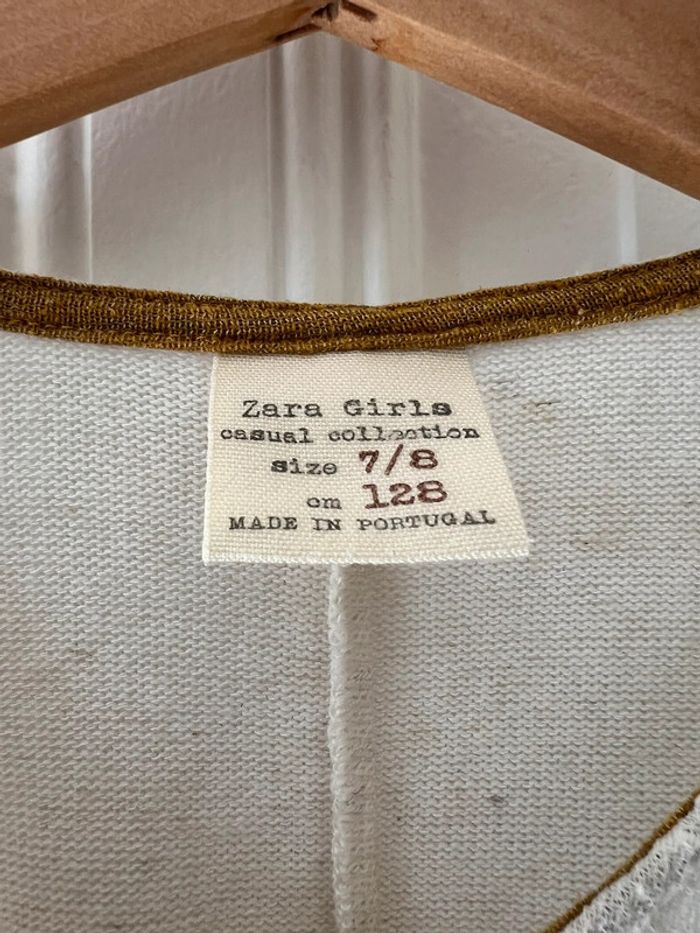 Zara Girls
casual collection
size 7/8
cm 128
MADE IN PORTUGAL